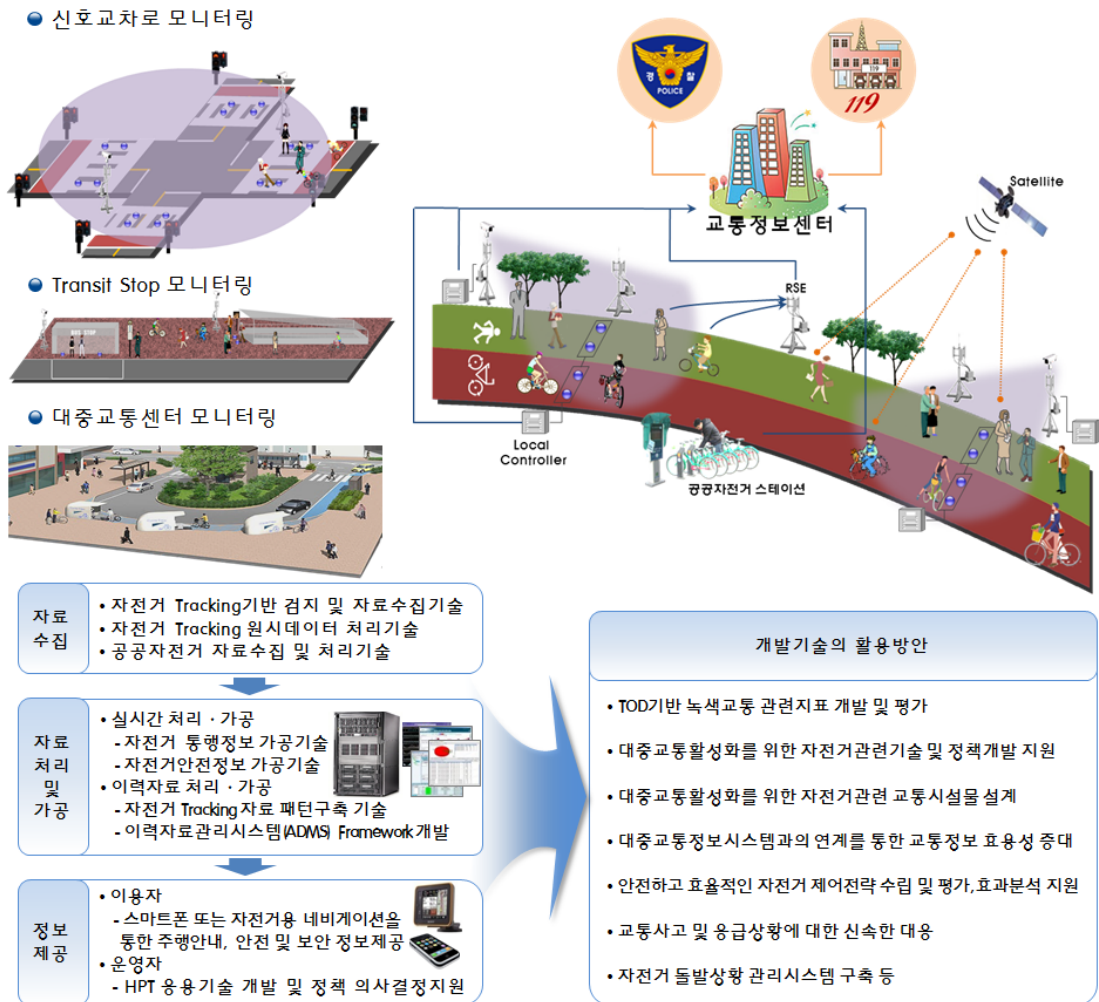 신호교차로 모니터링
경찰
POLICE
119
119
교통정보센터
Satellite
Transit Stop 모니터링
BUS STOP
RSE
대중교통센터 모니터링
Local
Controller
공공자전거 스테이션
자료
수집
• 자전거 Tracking기반 검지 및 자료수집기술
• 자전거 Tracking 원시데이터 처리기술
• 공공자전거 자료수집 및 처리기술
자료
처리
및
가공
• 실시간 처리 · 가공
- 자전거 통행정보 가공기술
- 자전거안전정보 가공기술
• 이력자료 처리 · 가공
- 자전거 Tracking자료 패턴구축 기술
- 이력자료관리시스템(ADMS) Framework 개발
정보
제공
• 이용자
- 스마트폰 또는 자전거용 네비게이션을
통한 주행안내, 안전 및 보안 정보제공
• 운영자
- HPT 응용기술 개발 및 정책 의사결정지원
개발기술의 활용방안
• TOD기반 녹색교통 관련지표 개발 및 평가
• 대중교통활성화를 위한 자전거관련기술 및 정책개발 지원
• 대중교통활성화를 위한 자전거관련 교통시설물 설계
• 대중교통정보시스템과의 연계를 통한 교통정보 효용성 증대
• 안전하고 효율적인 자전거 제어전략 수립 및 평가, 효과분석 지원
• 교통사고 및 응급상황에 대한 신속한 대응
• 자전거 돌발상황 관리시스템 구축 등